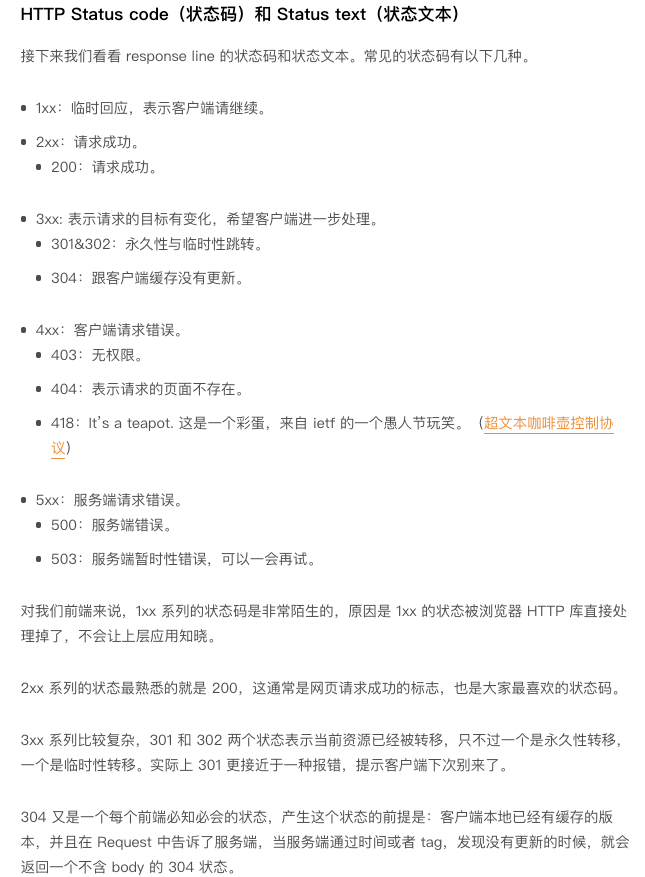 HTTP Status code（状态码）和 Status text（状态文本）
接下来我们看看 response line 的状态码和状态文本。常见的状态码有以下几种。
1xx：临时回应，表示客户端请继续。
2xx：请求成功。
200：请求成功。
3xx: 表示请求的目标有变化，希望客户端进一步处理。
301&302：永久性与临时性跳转。
304：跟客户端缓存没有更新。
4xx：客户端请求错误。
403：无权限。
404：表示请求的页面不存在。
418：It's a teapot. 这是一个彩蛋，来自 ietf 的一个愚人节玩笑。（超文本咖啡壶控制协
议）
5xx：服务端请求错误。
500：服务端错误。
503：服务端暂时性错误，可以一会再试。
对我们前端来说，1xx 系列的状态码是非常陌生的，原因是 1xx 的状态被浏览器 HTTP 库直接处
理掉了，不会让上层应用知晓。
2xx 系列的状态最熟悉的就是 200，这通常是网页请求成功的标志，也是大家最喜欢的状态码。
3xx 系列比较复杂，301 和 302 两个状态表示当前资源已经被转移，只不过一个是永久性转移，
一个是临时性转移。实际上 301 更接近于一种报错，提示客户端下次别来了。
304 又是一个每个前端必知必会的状态，产生这个状态的前提是：客户端本地已经有缓存的版
本，并且在 Request 中告诉了服务端，当服务端通过时间或者 tag，发现没有更新的时候，就会
返回一个不含 body 的 304 状态。